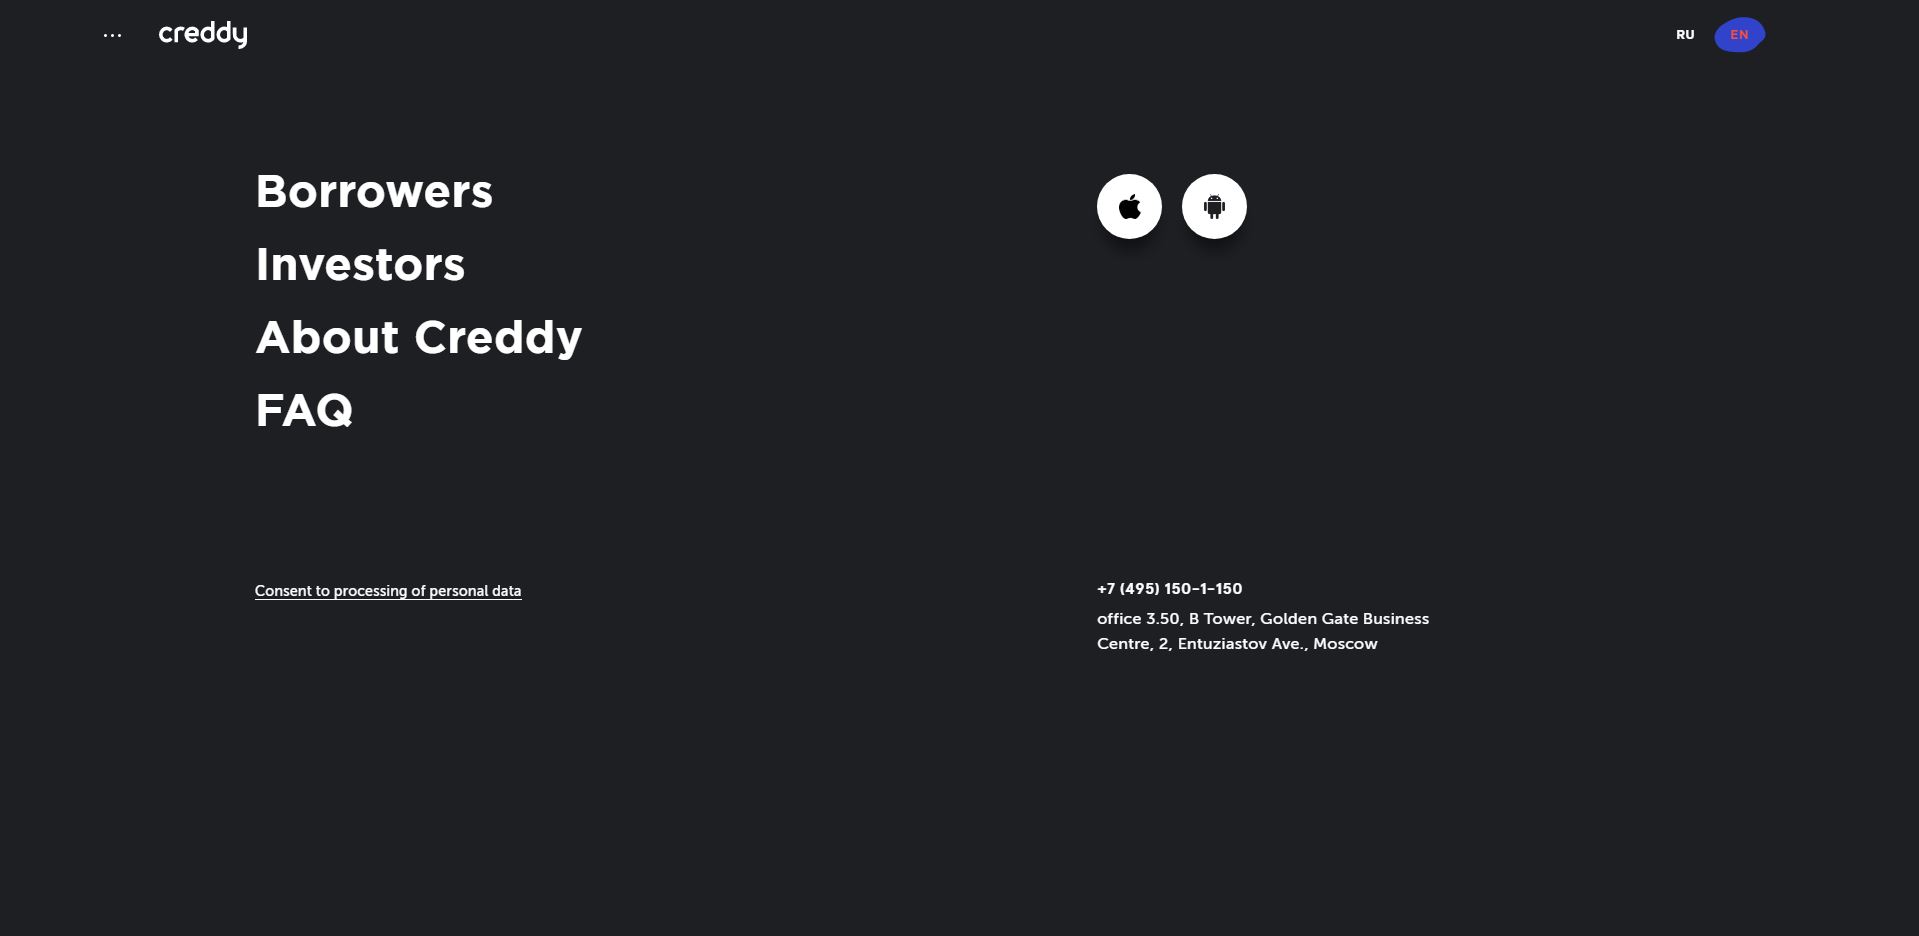 creddy
RU
EN
Borrowers
Investors
About Creddy
FAQ
Consent to processing of personal data
+7 (495) 150-1-150
office 3.50, B Tower, Golden Gate Business
Centre, 2, Entuziastov Ave., Moscow